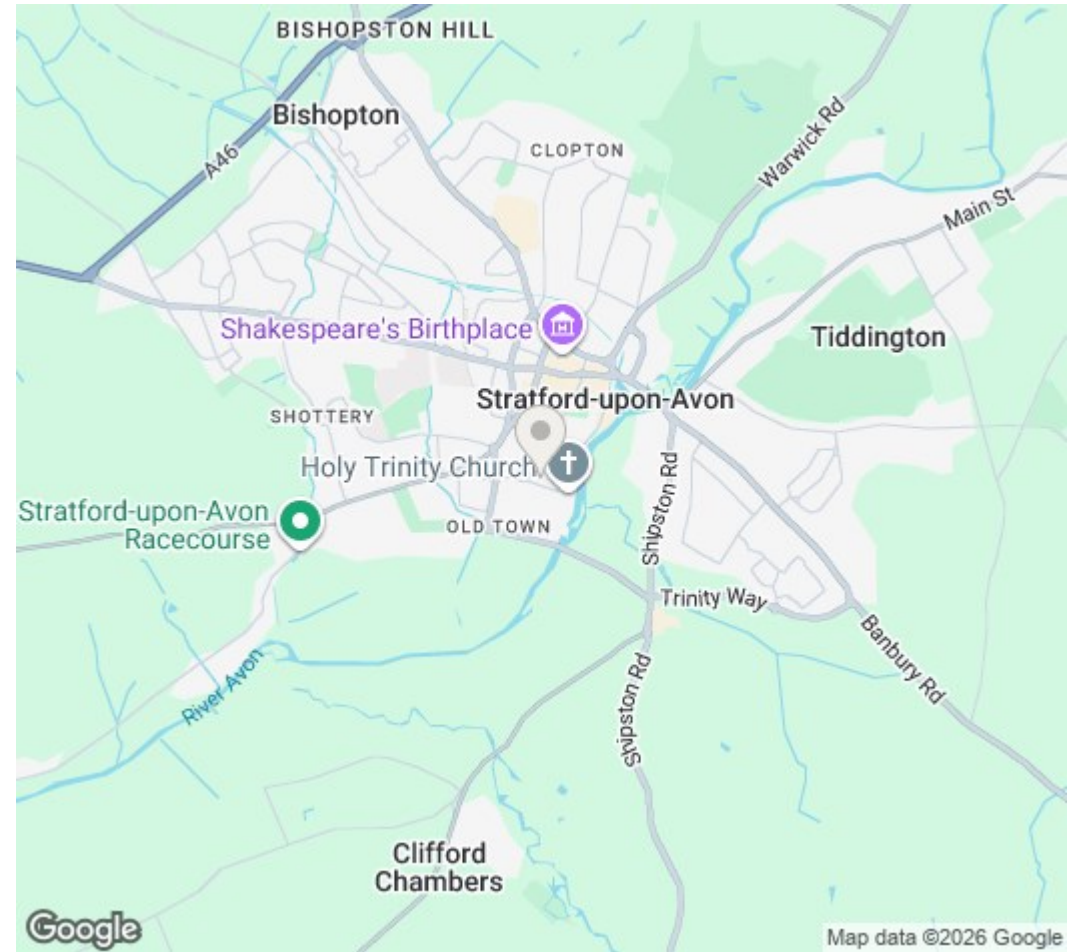 BISHOPSTON HILL
Bishopton
CLOPTON
A46
Warwick Rd
Main St
Shakespeare's Birthplace
Tiddington
Stratford-upon-Avon
SHOTTERY
Holy Trinity Church
Stratford-upon-Avon
Racecourse
OLD TOWN
Shipston Rd
Trinity Way
Banbury Rd
River Avon
Shipston Rd
Clifford
Chambers
Google
Map data ©2026 Google